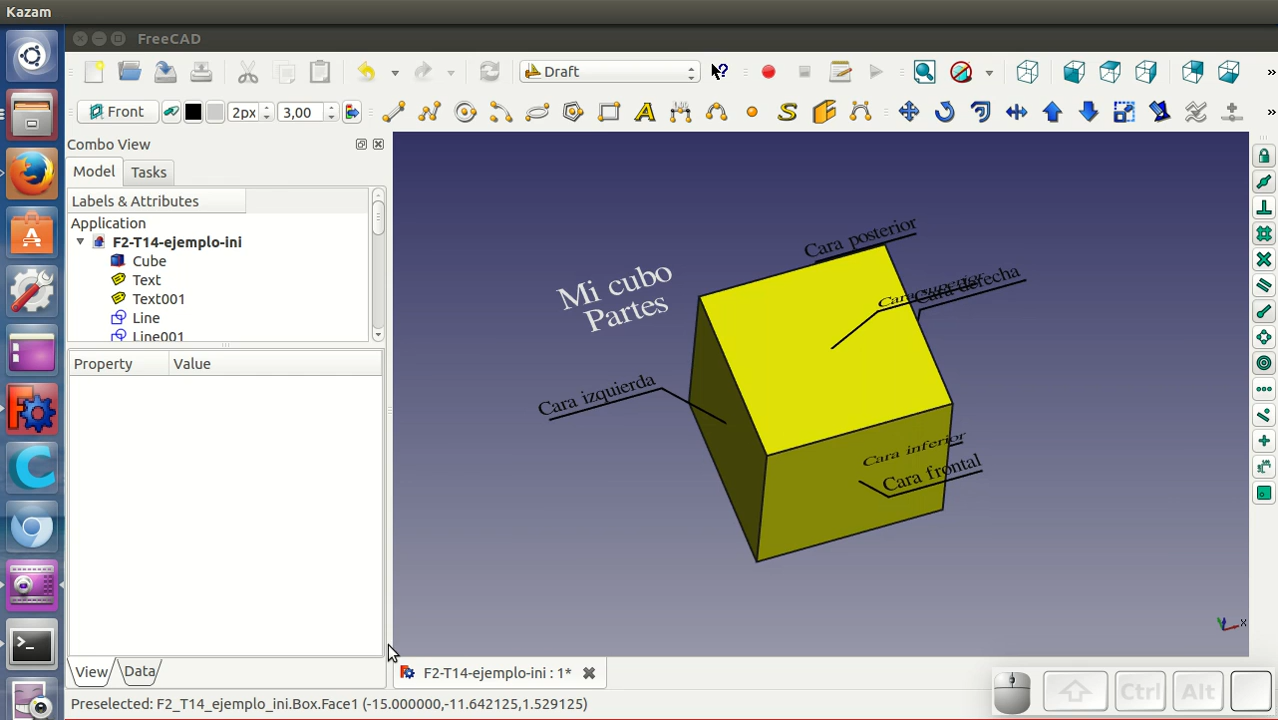 Kazam
FreeCAD
Draft
Front
2px
3,00
Combo View
Model
Tasks
Labels & Attributes
Application
F2-T14-ejemplo-ini
Cube
Text
Text001
Line
Line001
Property
Value
View
Data
Mi cubo
Partes
Cara posterior
Cara superior
Cara derecha
Cara izquierda
Cara inferior
Cara frontal
X
F2-T14-ejemplo-ini : 1*
Preselected: F2_T14_ejemplo_ini.Box.Face1 (-15.000000,-11.642125,1.529125)
Ctrl
Alt